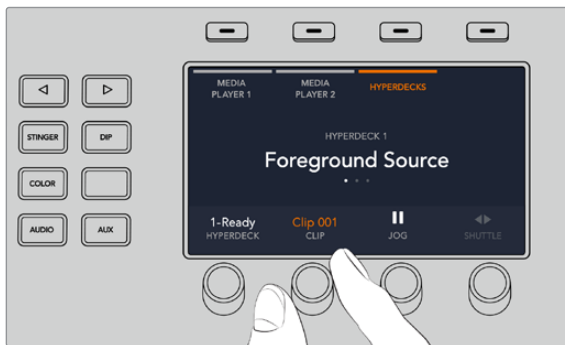 MEDIA
PLAYER 1
MEDIA
PLAYER 2
HYPERDECKS
HYPERDECK 1
Foreground Source
1-Ready
HYPERDECK
Clip 001
CLIP
JOG
SHUTTLE
STINGER
DIP
COLOR
AUDIO
AUX